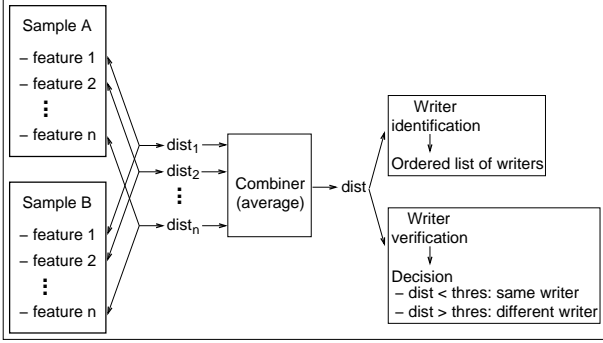 Sample A
– feature 1
– feature 2
⋮
– feature n
Sample B
– feature 1
– feature 2
⋮
– feature n
dist₁
dist₂
⋮
distₙ
Combiner
(average)
dist
Writer
identification
Ordered list of writers
Writer
verification
Decision
– dist < thres: same writer
– dist > thres: different writer